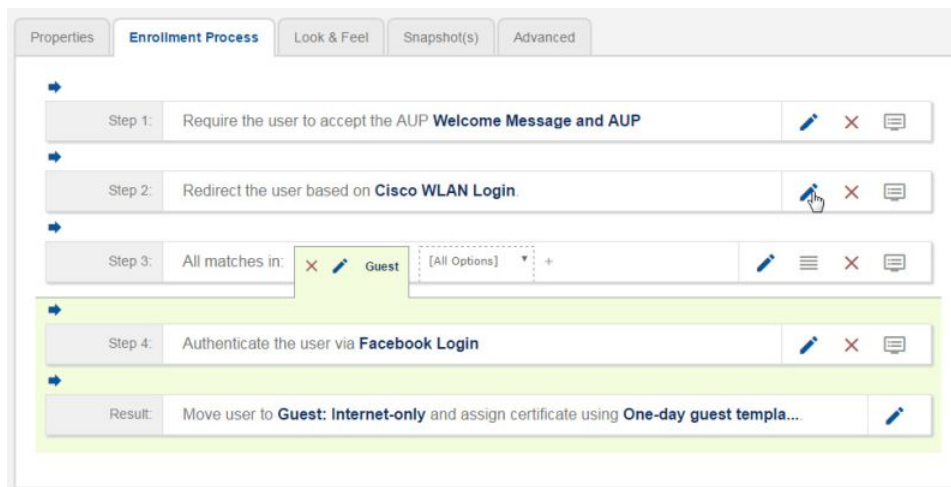 Properties Enrollment Process Look & Feel Snapshot(s) Advanced
Step 1: Require the user to accept the AUP Welcome Message and AUP
Step 2: Redirect the user based on Cisco WLAN Login.
Step 3: All matches in: Guest [All Options] +
Step 4: Authenticate the user via Facebook Login
Result: Move user to Guest: Internet-only and assign certificate using One-day guest templa....